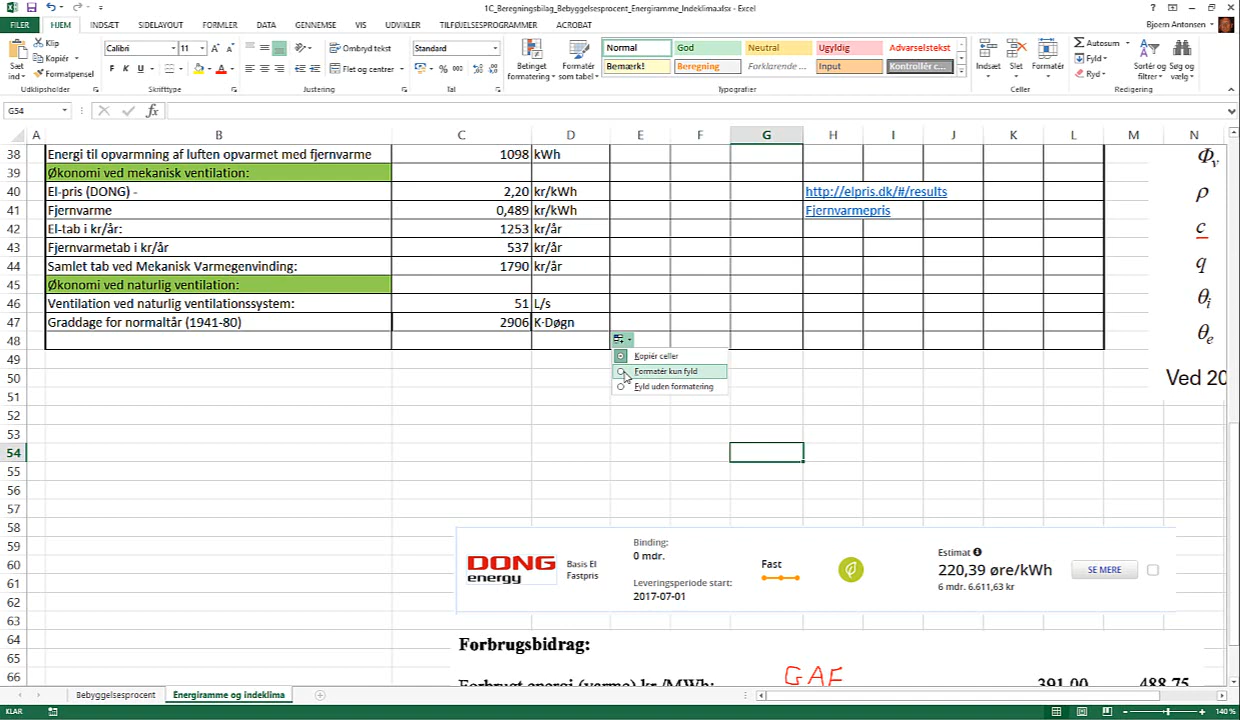 1C_Beregningsbilag_Bebyggelsesprocent_Energiramme_Indeklima.xlsx - Excel
FILER HJEM INDSÆT SIDELAYOUT FORMLER DATA GENNEMSE VIS UDVIKLER TILFØJELSESPROGRAMMER ACROBAT
Bjoern Antonsen
Sæt ind
Klip
Kopiér
Formatpensel
Udklipsholder
Calibri 11
F K U
Skrifttype
Ombryd tekst
Flet og centrer
Justering
Standard
% 000
Tal
Betinget formatering
Formatér som tabel
Normal God Neutral Ugyldig Advarselstekst
Bemærk! Beregning Forklarende ... Input Kontrollér c...
Typografier
Indsæt Slet Formatér
Celler
Autosum
Fyld
Ryd
Sortér og filtrer
Søg og vælg
Redigering
G54
fx
A B C D E F G H I J K L M N
38 Energi til opvarmning af luften opvarmet med fjernvarme 1098 kWh
39 Økonomi ved mekanisk ventilation:
40 El-pris (DONG) - 2,20 kr/kWh http://elpris.dk/#/results
41 Fjernvarme 0,489 kr/kWh Fjernvarmepris
42 El-tab i kr/år: 1253 kr/år
43 Fjernvarmetab i kr/år 537 kr/år
44 Samlet tab ved Mekanisk Varmegenvinding: 1790 kr/år
45 Økonomi ved naturlig ventilation:
46 Ventilation ved naturlig ventilationssystem: 51 L/s
47 Graddage for normaltår (1941-80) 2906 K·Døgn
48
Kopiér celler
Formatér kun fyld
Fyld uden formatering
Φv
ρ
c
q
θi
θe
Ved 20
49
50
51
52
53
54
55
56
57
58
59
60
61
62
63
64
65
66
DONG energy
Basis El Fastpris
Binding:
0 mdr.
Leveringsperiode start:
2017-07-01
Fast
Estimat
220,39 øre/kWh
6 mdr. 6.611,63 kr
SE MERE
Forbrugsbidrag:
GAF
Forbrugt energi (varme) kr./MWh: 391,00 488,75
Bebyggelsesprocent Energiramme og indeklima
KLAR
140 %